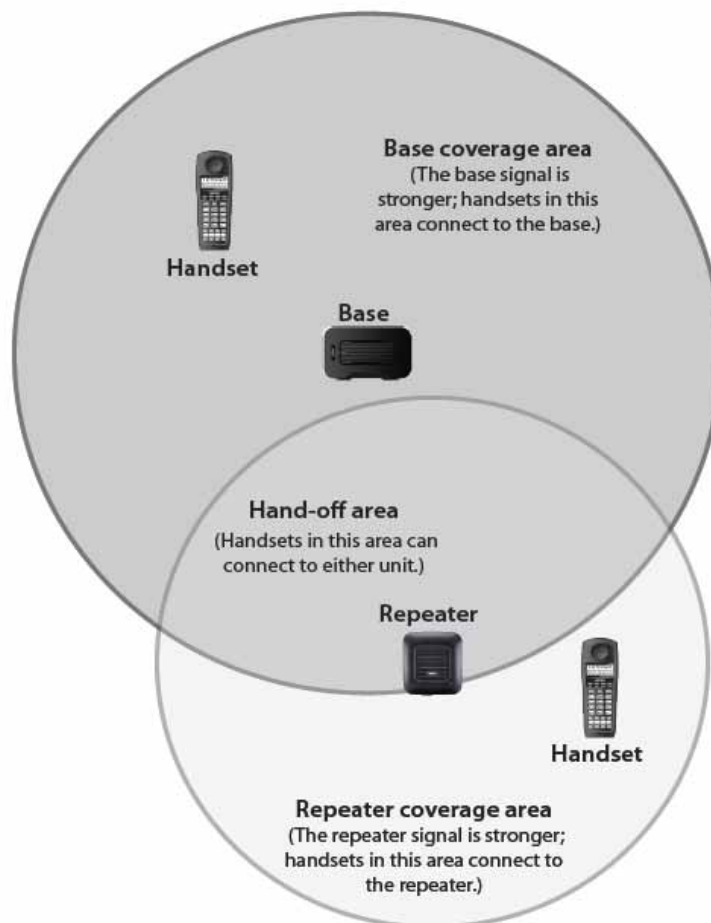 Base coverage area
(The base signal is
stronger; handsets in this
area connect to the base.)
Handset
Base
Hand-off area
(Handsets in this area can
connect to either unit.)
Repeater
Handset
Repeater coverage area
(The repeater signal is stronger;
handsets in this area connect to
the repeater.)